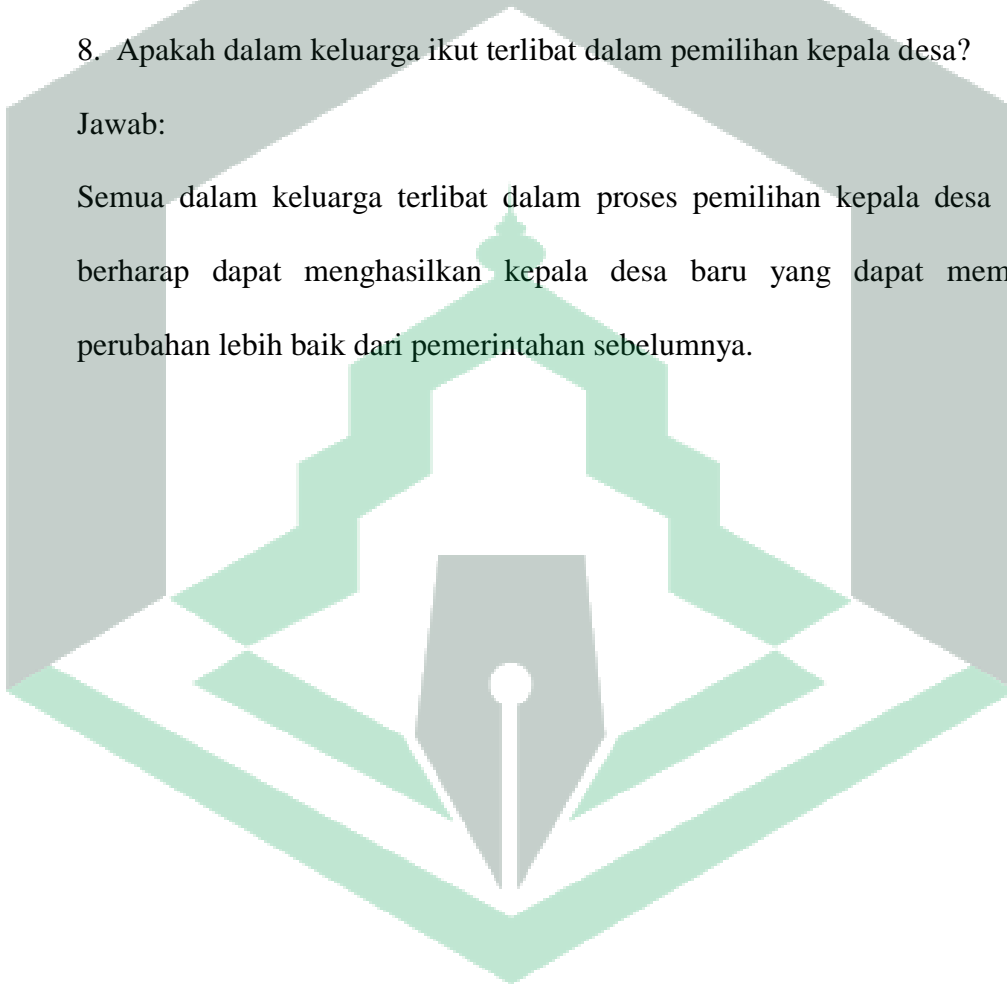 8. Apakah dalam keluarga ikut terlibat dalam pemilihan kepala desa?
Jawab:
Semua dalam keluarga terlibat dalam proses pemilihan kepala desa
berharap dapat menghasilkan kepala desa baru yang dapat mem
perubahan lebih baik dari pemerintahan sebelumnya.